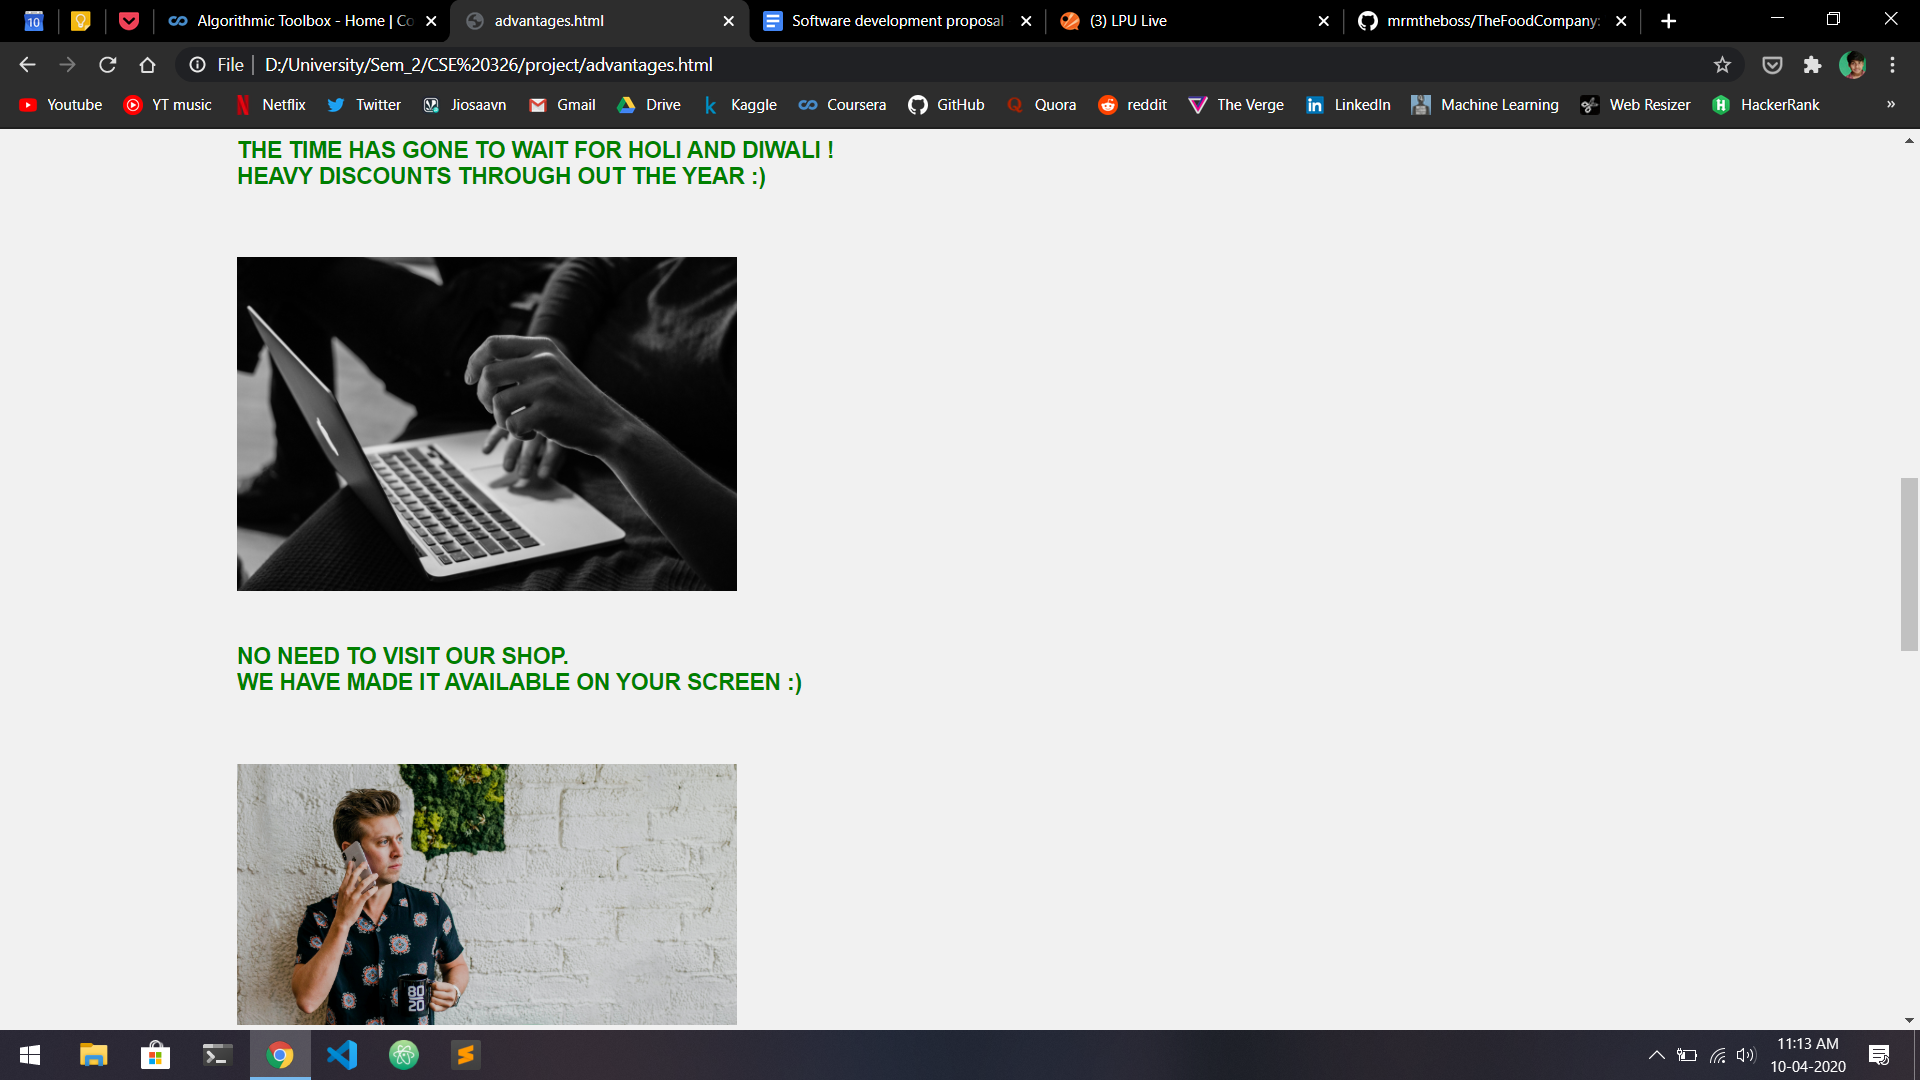 10
Algorithmic Toolbox - Home | Co
advantages.html
Software development proposal
(3) LPU Live
mrmtheboss/TheFoodCompany:
File
D:/University/Sem_2/CSE%20326/project/advantages.html
Youtube
YT music
Netflix
Twitter
Jiosaavn
Gmail
Drive
Kaggle
Coursera
GitHub
Quora
reddit
The Verge
LinkedIn
Machine Learning
Web Resizer
HackerRank
»
THE TIME HAS GONE TO WAIT FOR HOLI AND DIWALI !
HEAVY DISCOUNTS THROUGH OUT THE YEAR :)
NO NEED TO VISIT OUR SHOP.
WE HAVE MADE IT AVAILABLE ON YOUR SCREEN :)
80
20
11:13 AM
10-04-2020